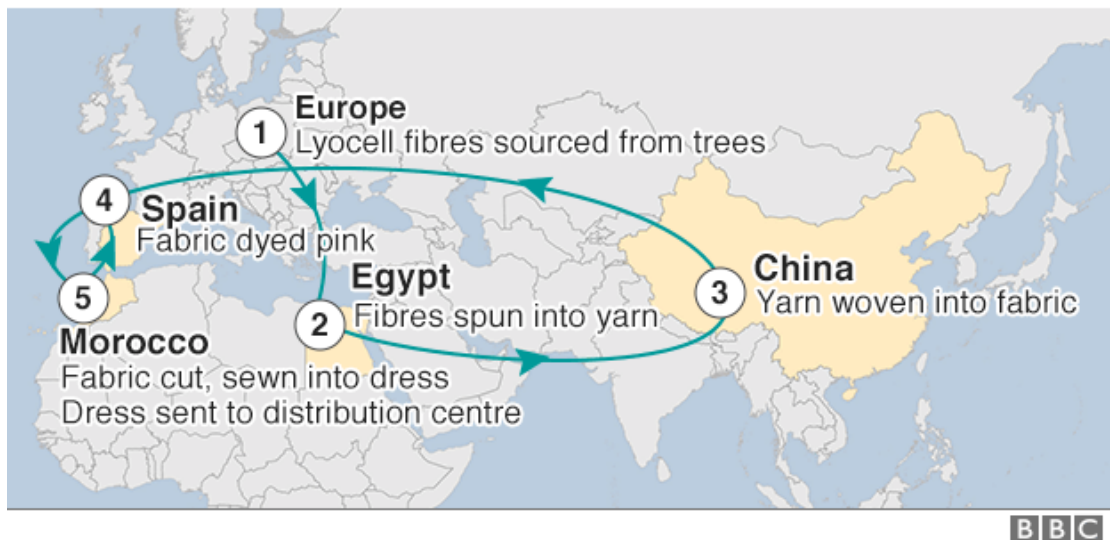 1
Europe
Lyocell fibres sourced from trees
2
Egypt
Fibres spun into yarn
3
China
Yarn woven into fabric
4
Spain
Fabric dyed pink
5
Morocco
Fabric cut, sewn into dress
Dress sent to distribution centre
BBC